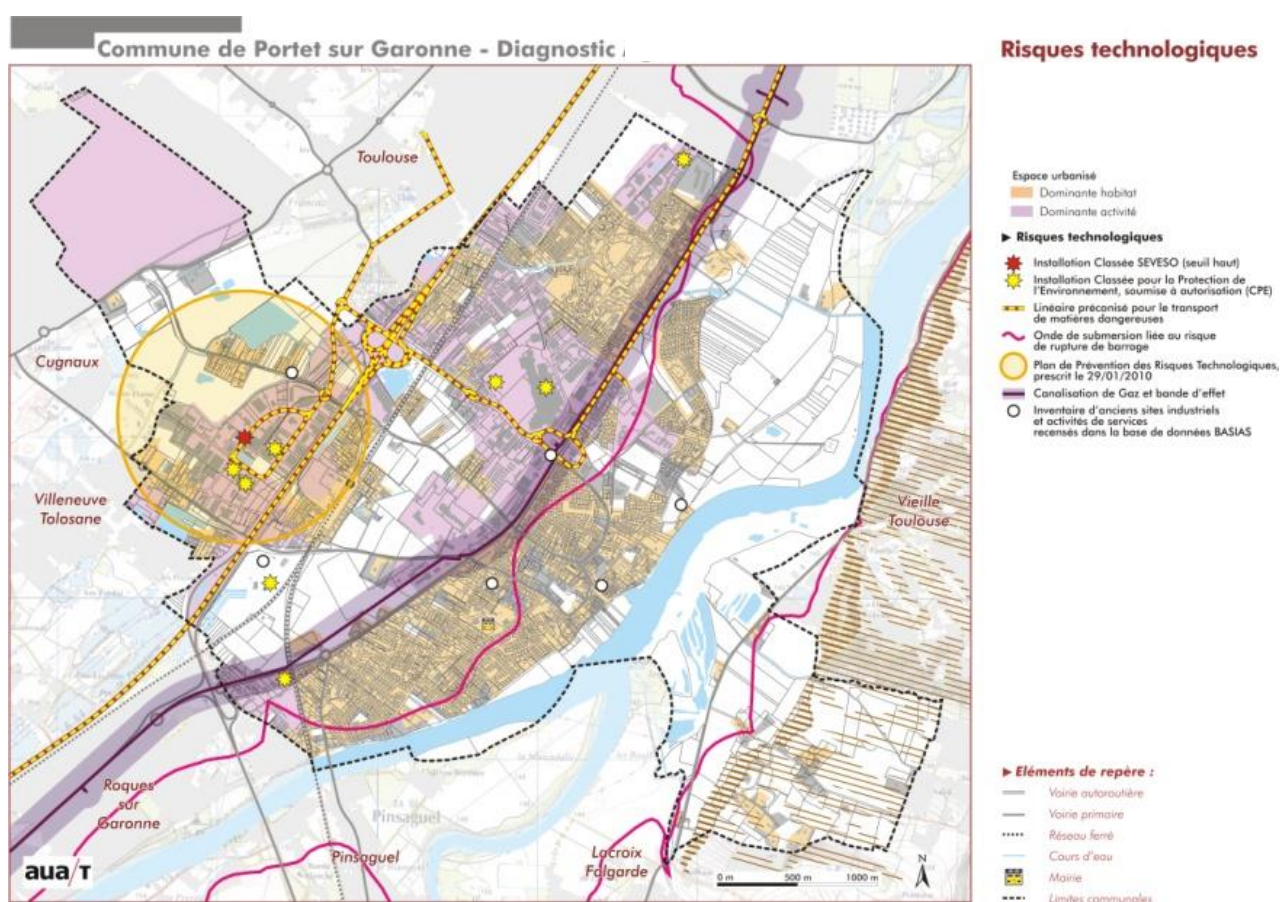 Commune de Portet sur Garonne - Diagnostic
Risques technologiques
Toulouse
Cugnaux
Villeneuve
Tolosane
Vieille
Toulouse
Roques
sur
Garonne
Pinsaguel
Pinsaguel
Lacroix
Falgarde
aua/T
0 m 500 m 1000 m
N
Espace urbanisé
Dominante habitat
Dominante activité
► Risques technologiques
Installation Classée SEVESO (seuil haut)
Installation Classée pour la Protection de
l'Environnement, soumise à autorisation (CPE)
Linéaire préconisé pour le transport
de matières dangereuses
Onde de submersion liée au risque
de rupture de barrage
Plan de Prévention des Risques Technologiques,
prescrit le 29/01/2010
Canalisation de Gaz et bande d'effet
Inventaire d'anciens sites industriels
et activités de services
recensés dans la base de données BASIAS
► Eléments de repère :
Voirie autoroutière
Voirie primaire
Réseau ferré
Cours d'eau
Mairie
Limites communales